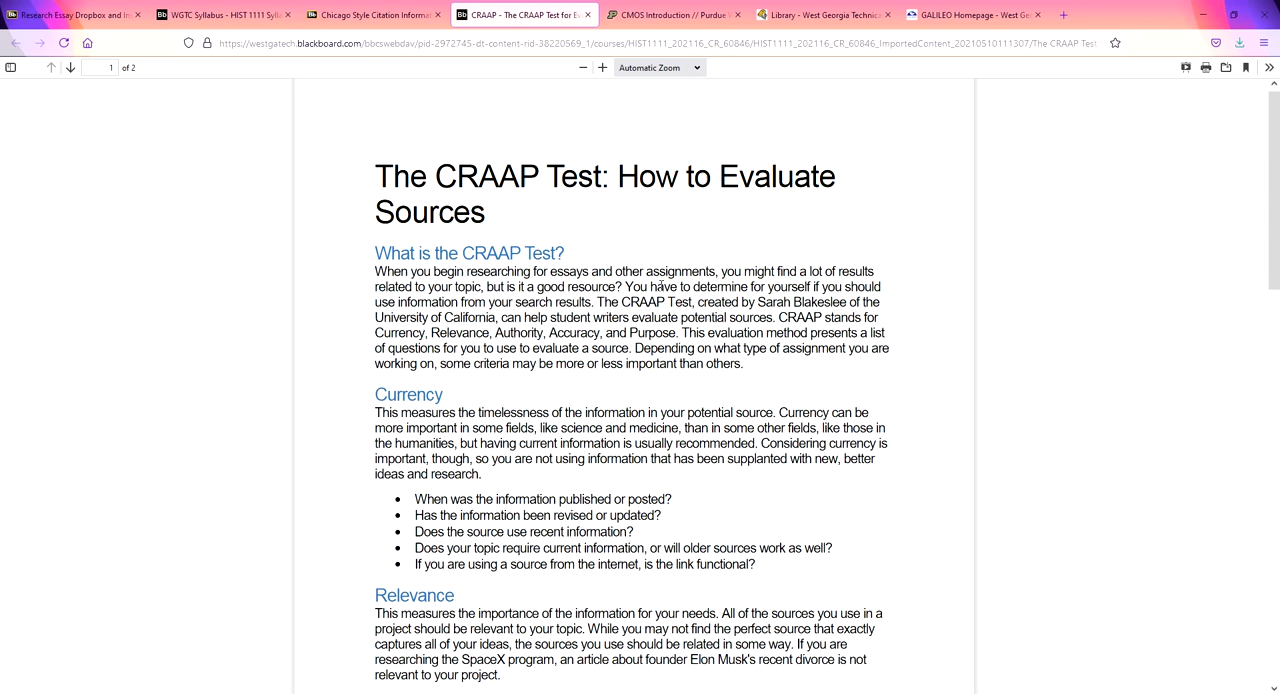 Research Essay Dropbox and In
WGTC Syllabus - HIST 1111 Syll
Chicago Style Citation Informat
CRAAP - The CRAAP Test for E
CMOS Introduction // Purdue
Library - West Georgia Technica
GALILEO Homepage - West Ge
https://westgatech.blackboard.com/bbcswebdav/pid-2972745-dt-content-rid-38220569_1/courses/HIST1111_202116_CR_60846/HIST1111_202116_CR_60846_ImportedContent_20210510111307/The CRAAP Test
1 of 2
Automatic Zoom
The CRAAP Test: How to Evaluate
Sources
What is the CRAAP Test?
When you begin researching for essays and other assignments, you might find a lot of results
related to your topic, but is it a good resource? You have to determine for yourself if you should
use information from your search results. The CRAAP Test, created by Sarah Blakeslee of the
University of California, can help student writers evaluate potential sources. CRAAP stands for
Currency, Relevance, Authority, Accuracy, and Purpose. This evaluation method presents a list
of questions for you to use to evaluate a source. Depending on what type of assignment you are
working on, some criteria may be more or less important than others.
Currency
This measures the timelessness of the information in your potential source. Currency can be
more important in some fields, like science and medicine, than in some other fields, like those in
the humanities, but having current information is usually recommended. Considering currency is
important, though, so you are not using information that has been supplanted with new, better
ideas and research.
• When was the information published or posted?
• Has the information been revised or updated?
• Does the source use recent information?
• Does your topic require current information, or will older sources work as well?
• If you are using a source from the internet, is the link functional?
Relevance
This measures the importance of the information for your needs. All of the sources you use in a
project should be relevant to your topic. While you may not find the perfect source that exactly
captures all of your ideas, the sources you use should be related in some way. If you are
researching the SpaceX program, an article about founder Elon Musk's recent divorce is not
relevant to your project.